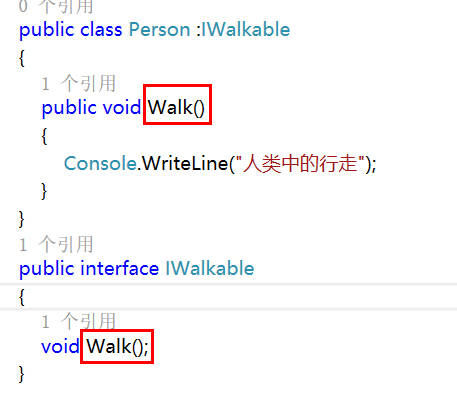 0 个引用
public class Person :IWalkable
{
1 个引用
public void Walk()
{
Console.WriteLine("人类中的行走");
}
}
1 个引用
public interface IWalkable
{
1 个引用
void Walk();
}